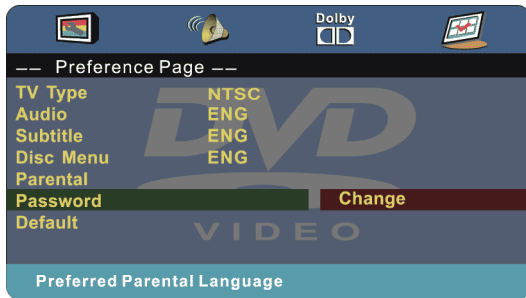 Dolby
-- Preference Page --
TV Type NTSC
Audio ENG
Subtitle ENG
Disc Menu ENG
Parental
Password Change
Default
DVD
VIDEO
Preferred Parental Language